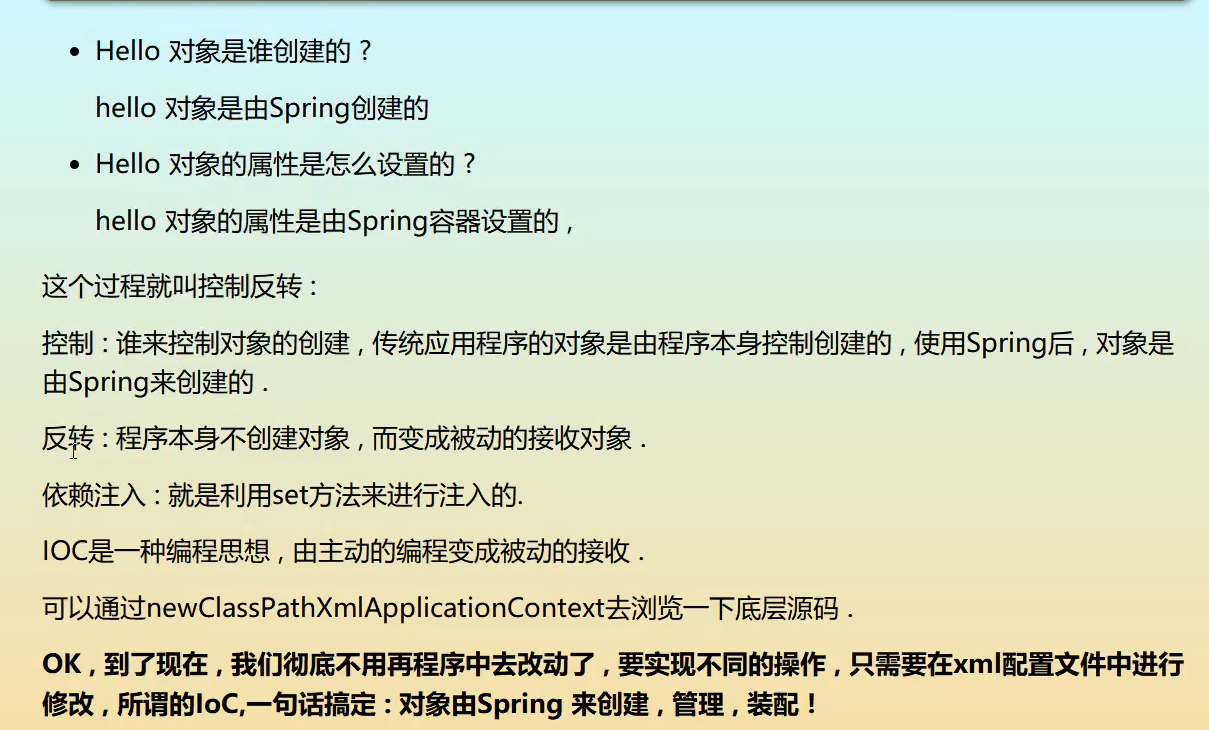 Hello 对象是谁创建的？
hello 对象是由Spring创建的
Hello 对象的属性是怎么设置的？
hello 对象的属性是由Spring容器设置的 ,
这个过程就叫控制反转 :
控制 : 谁来控制对象的创建 , 传统应用程序的对象是由程序本身控制创建的 , 使用Spring后 , 对象是
由Spring来创建的 .
反转 : 程序本身不创建对象 , 而变成被动的接收对象 .
依赖注入 : 就是利用set方法来进行注入的.
IOC是一种编程思想 , 由主动的编程变成被动的接收 .
可以通过newClassPathXmlApplicationContext去浏览一下底层源码 .
OK , 到了现在 , 我们彻底不用再程序中去改动了 , 要实现不同的操作 , 只需要在xml配置文件中进行
修改 , 所谓的IoC,一句话搞定 : 对象由Spring 来创建 , 管理 , 装配 !